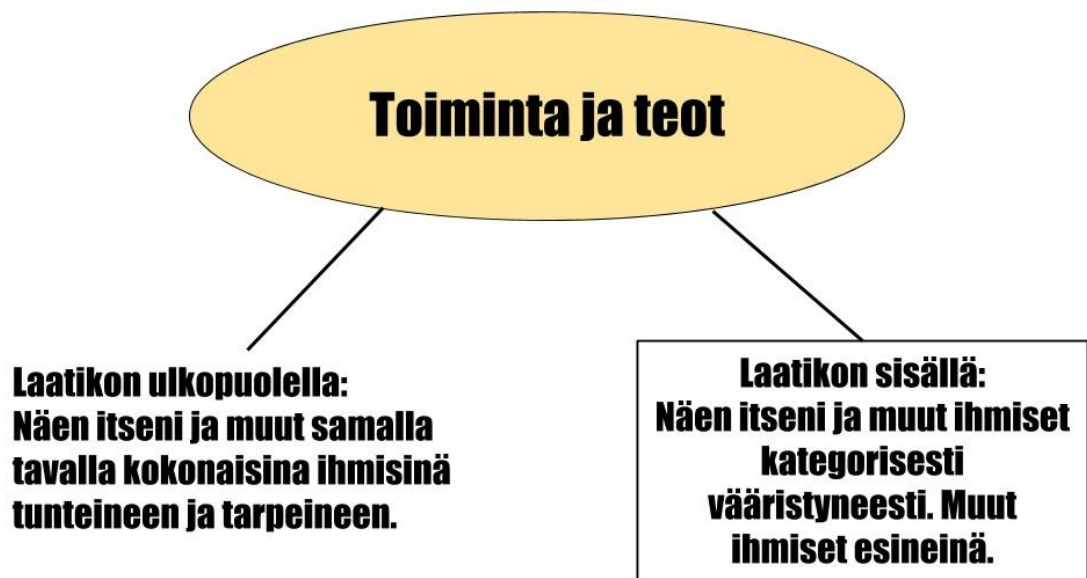 Toiminta ja teot
Laatikon ulkopuolella:
Näen itseni ja muut samalla
tavalla kokonaisina ihmisinä
tunteineen ja tarpeineen.
Laatikon sisällä:
Näen itseni ja muut ihmiset
kategorisesti
vääristyneesti. Muut
ihmiset esineinä.